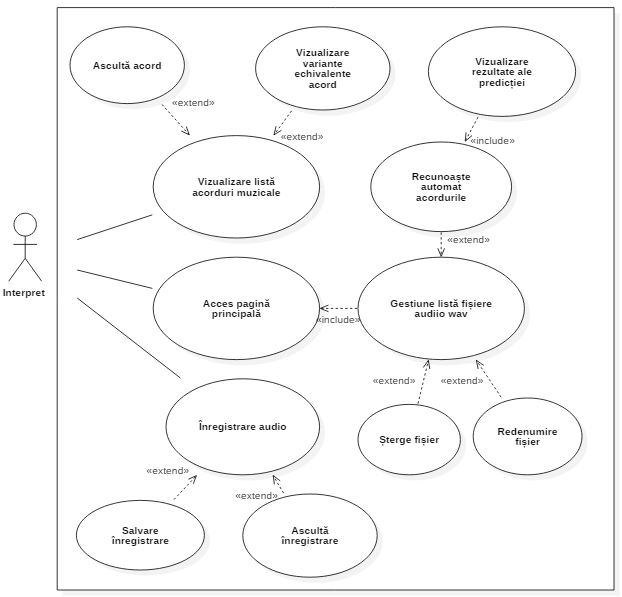 Ascultă acord
Vizualizare
variante
echivalente
acord
Vizualizare
rezultate ale
predicției
«extend»
«extend»
«include»
Vizualizare listă
acorduri muzicale
Recunoaște
automat
acordurile
«extend»
Interpret
Acces pagină
principală
«include»
Gestiune listă fișiere
audiio wav
«extend»
«extend»
Înregistrare audio
Șterge fișier
Redenumire
fișier
«extend»
«extend»
Salvare
înregistrare
Ascultă
înregistrare